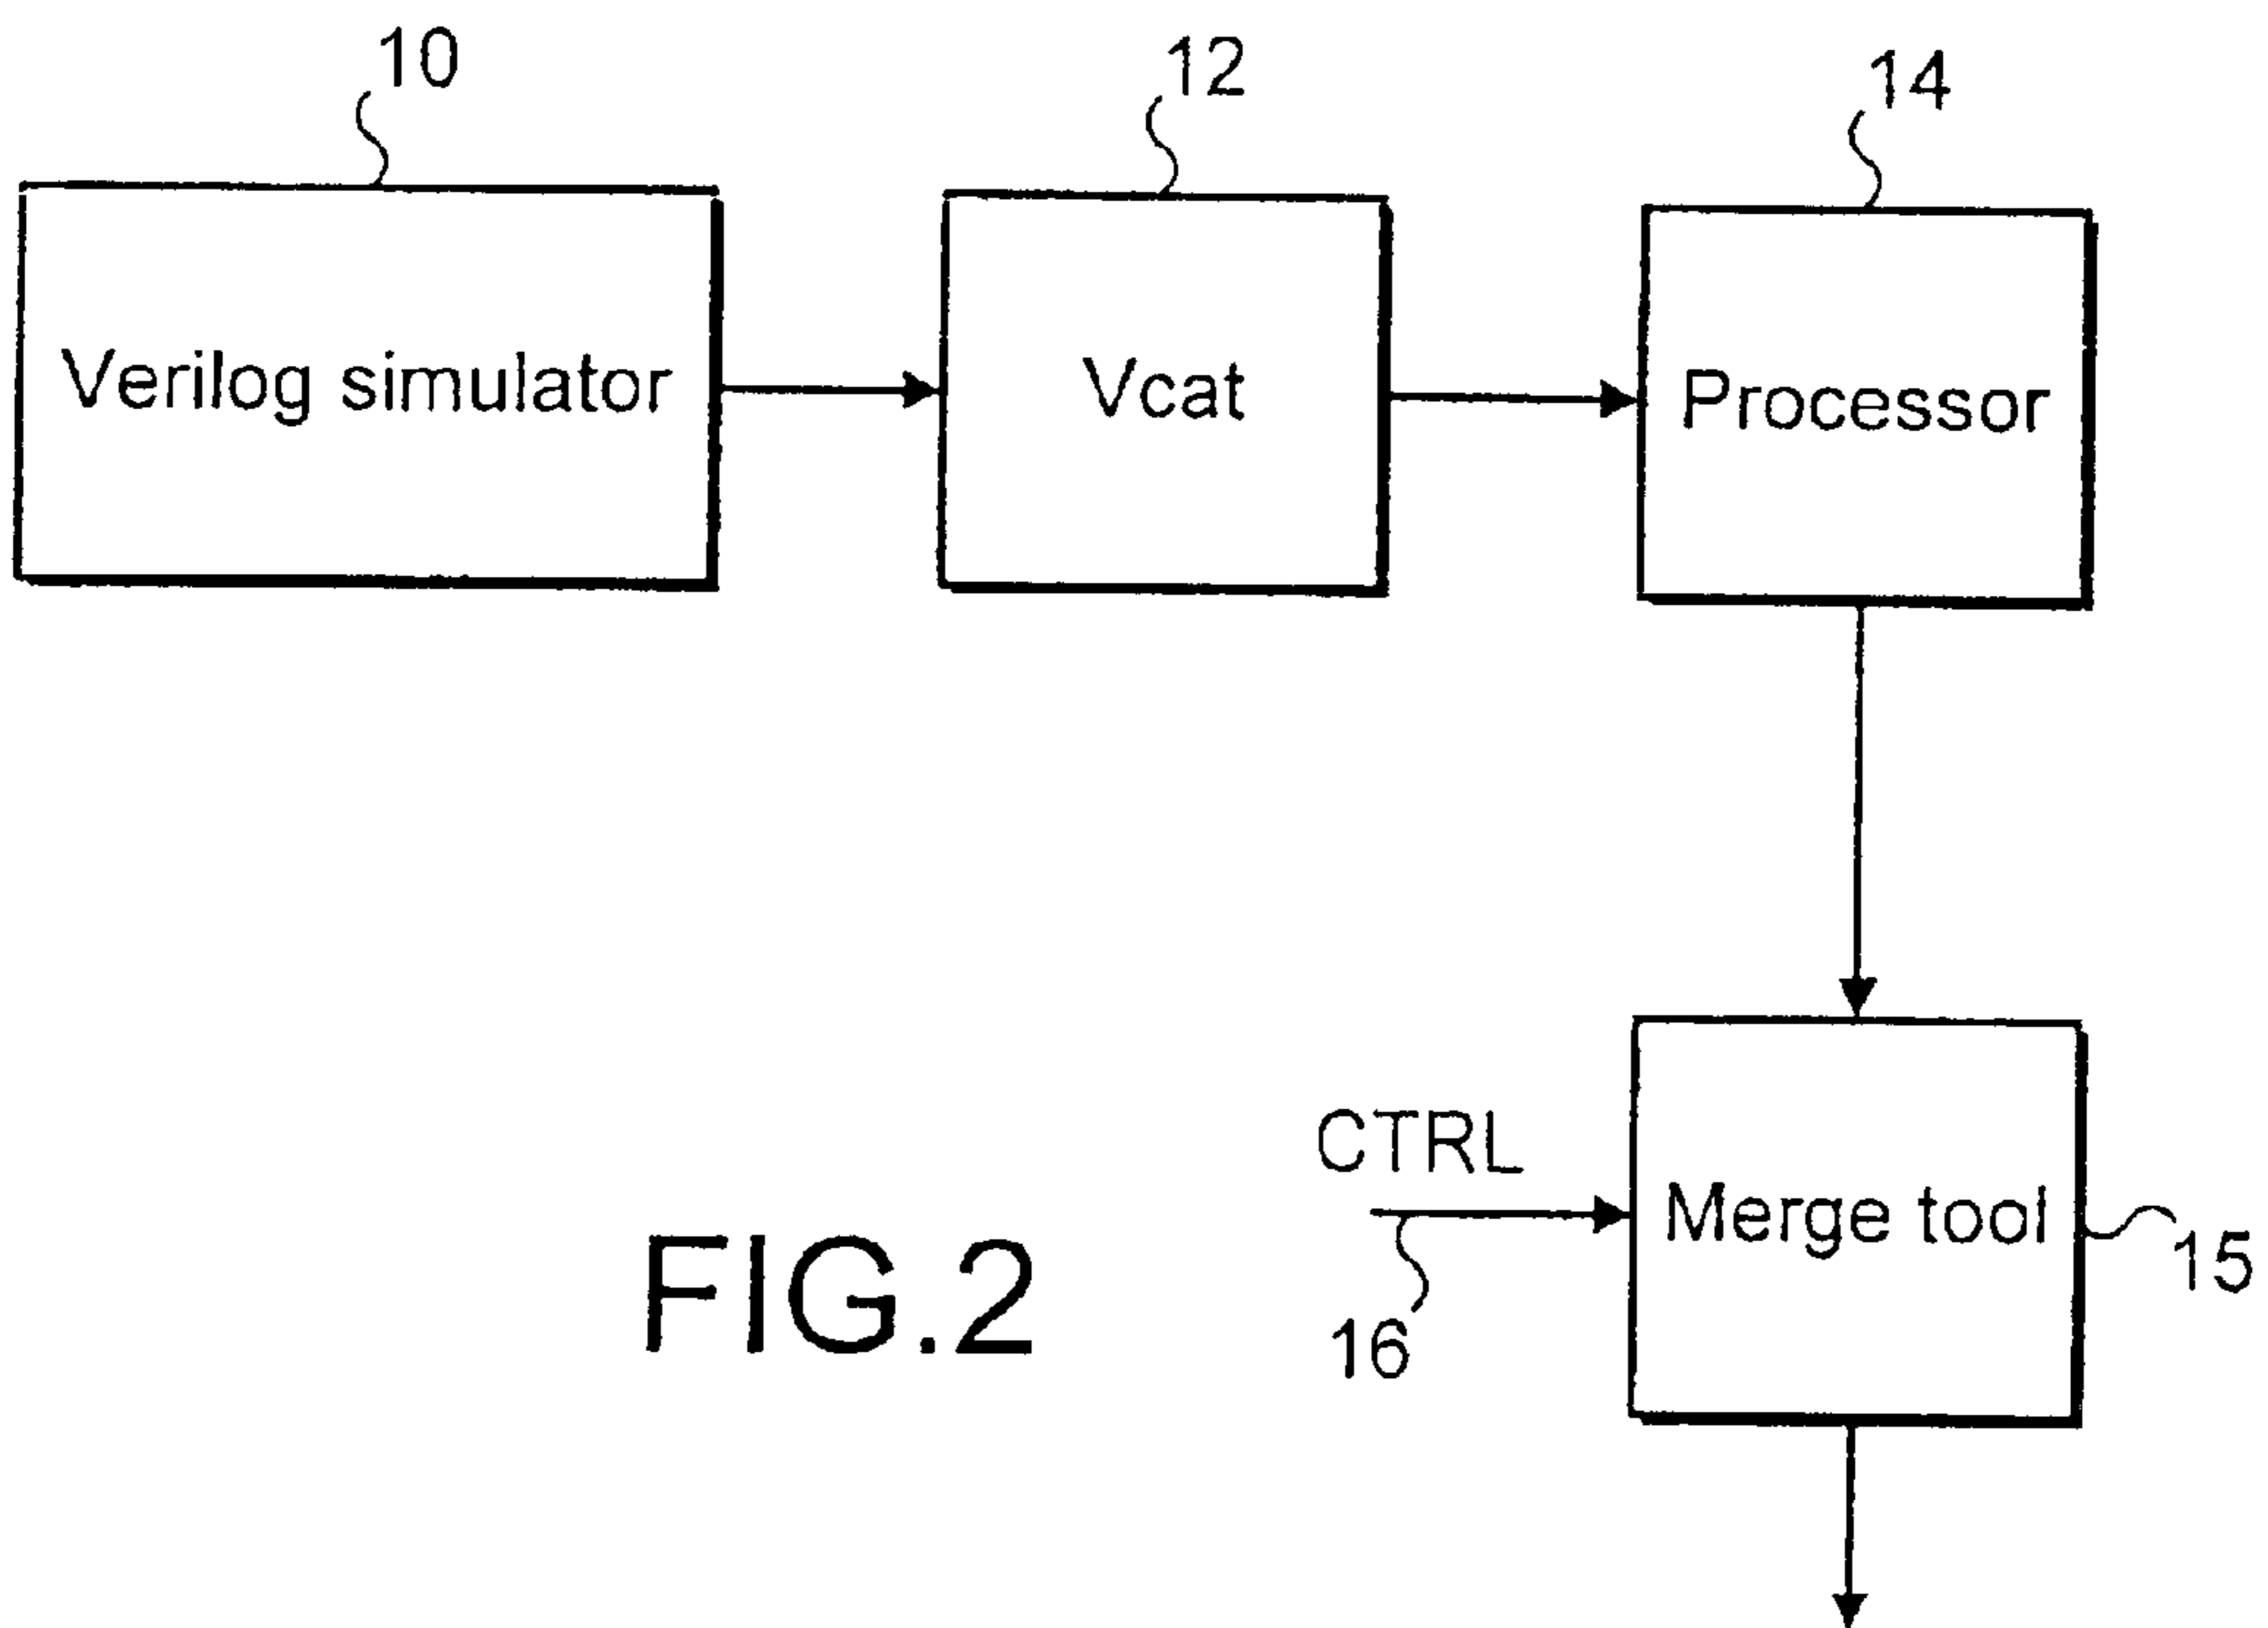 10
12
14
Verilog simulator
Vcat
Processor
CTRL
Merge tool
15
16
FIG.2